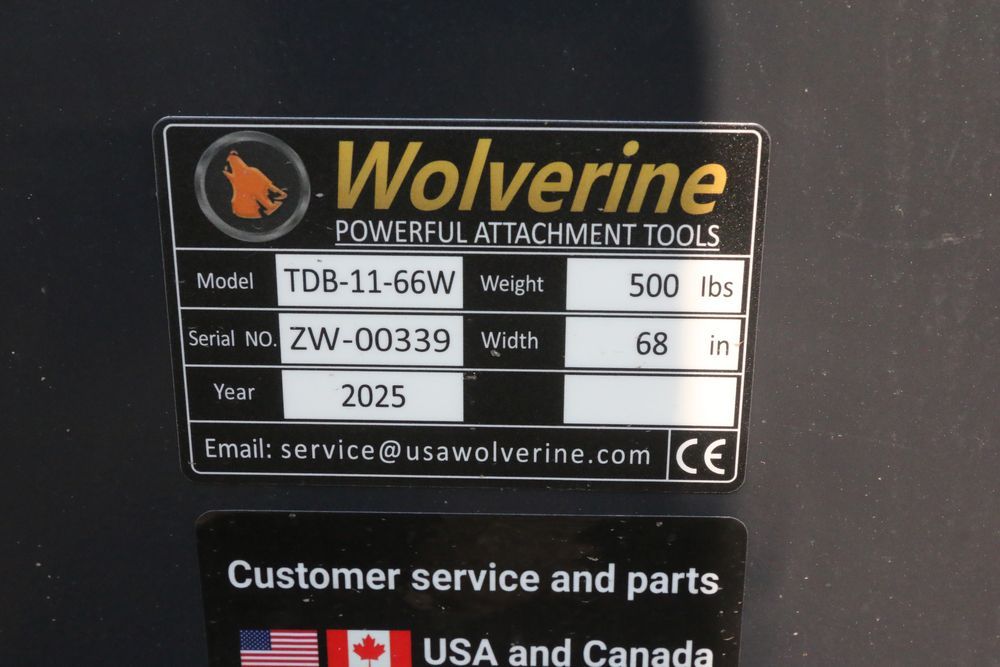 Wolverine
POWERFUL ATTACHMENT TOOLS
Model TDB-11-66W Weight 500 lbs
Serial NO. ZW-00339 Width 68 in
Year 2025
Email: service@usawolverine.com CE
Customer service and parts
USA and Canada